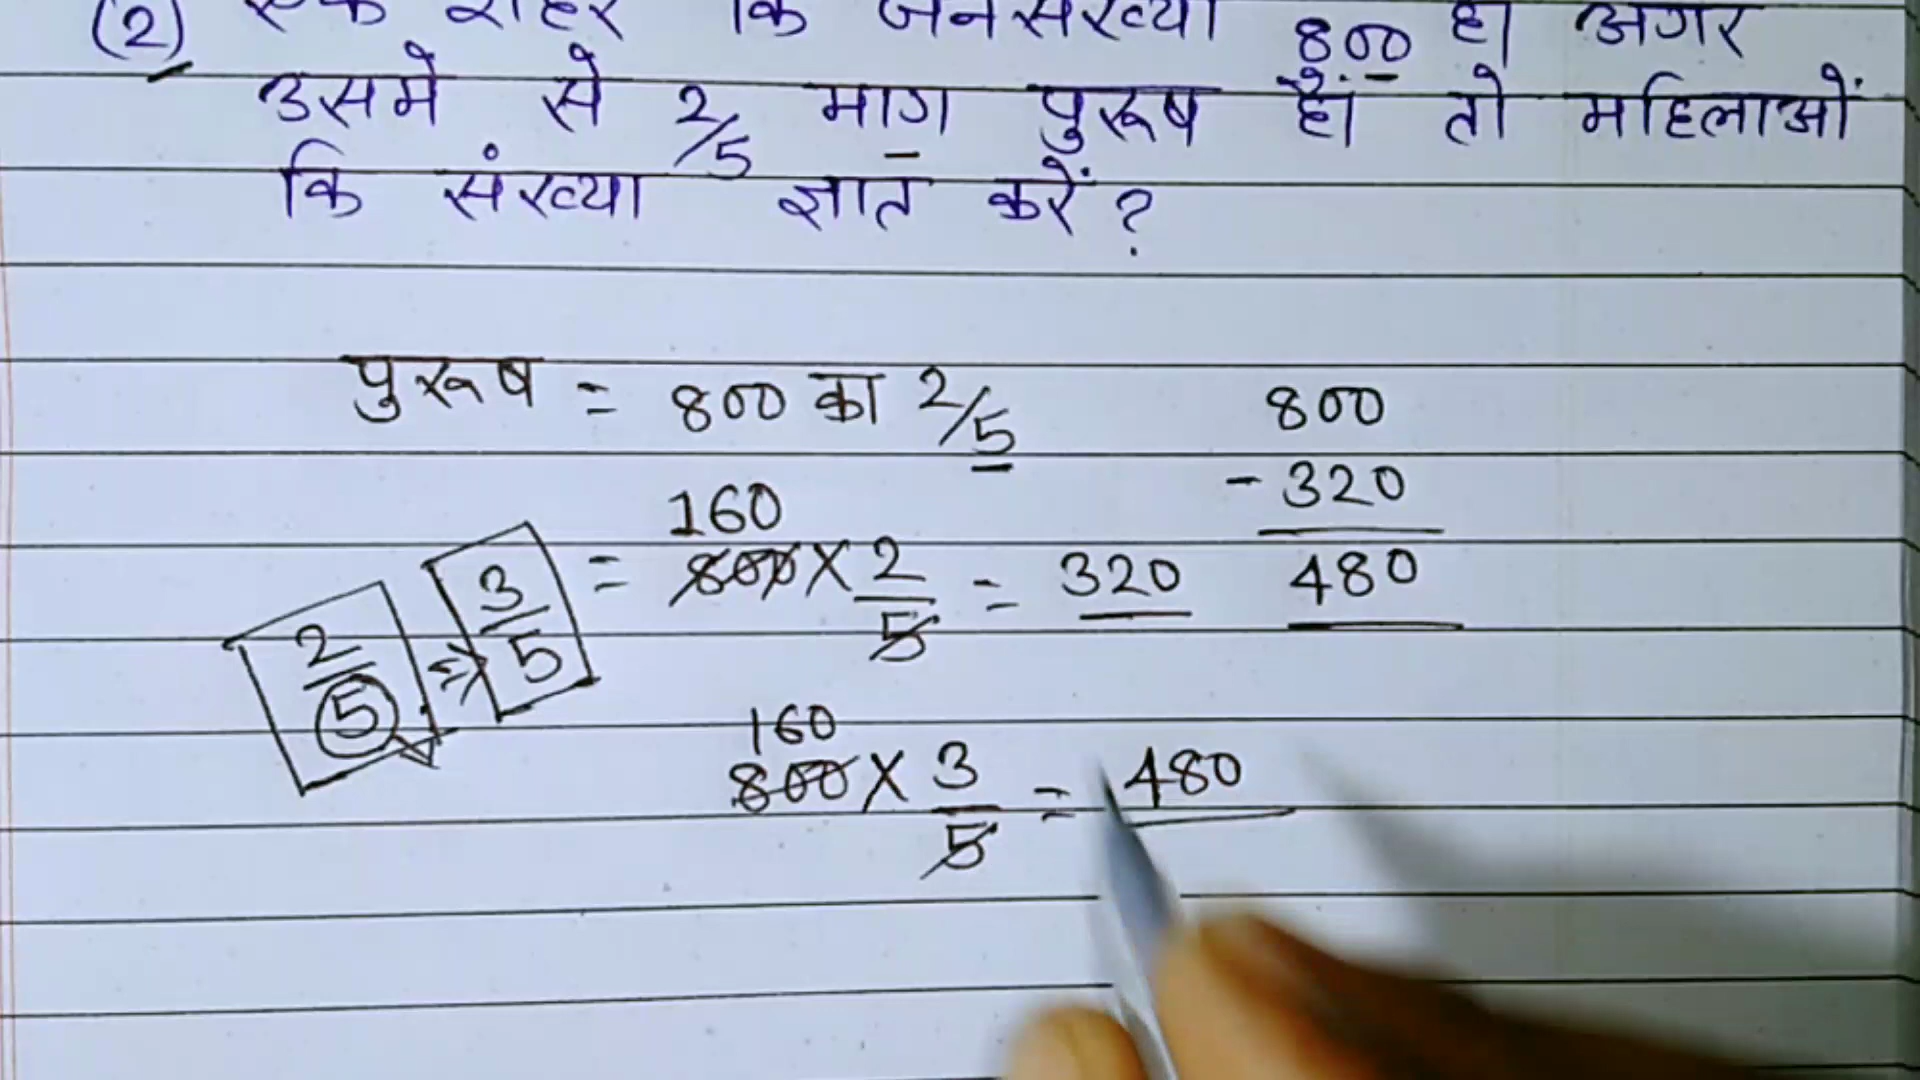 (2) एक शहर कि जनसंख्या 800 है। अगर
उसमे से 2/5 भाग पुरूष है। तो महिलाओं
कि संख्या ज्ञात करें ?
पुरूष = 800 का 2/5
= 800 × 2/5 = 320
160
800
- 320
480
2/5 => 3/5
160
800 × 3/5 = 480